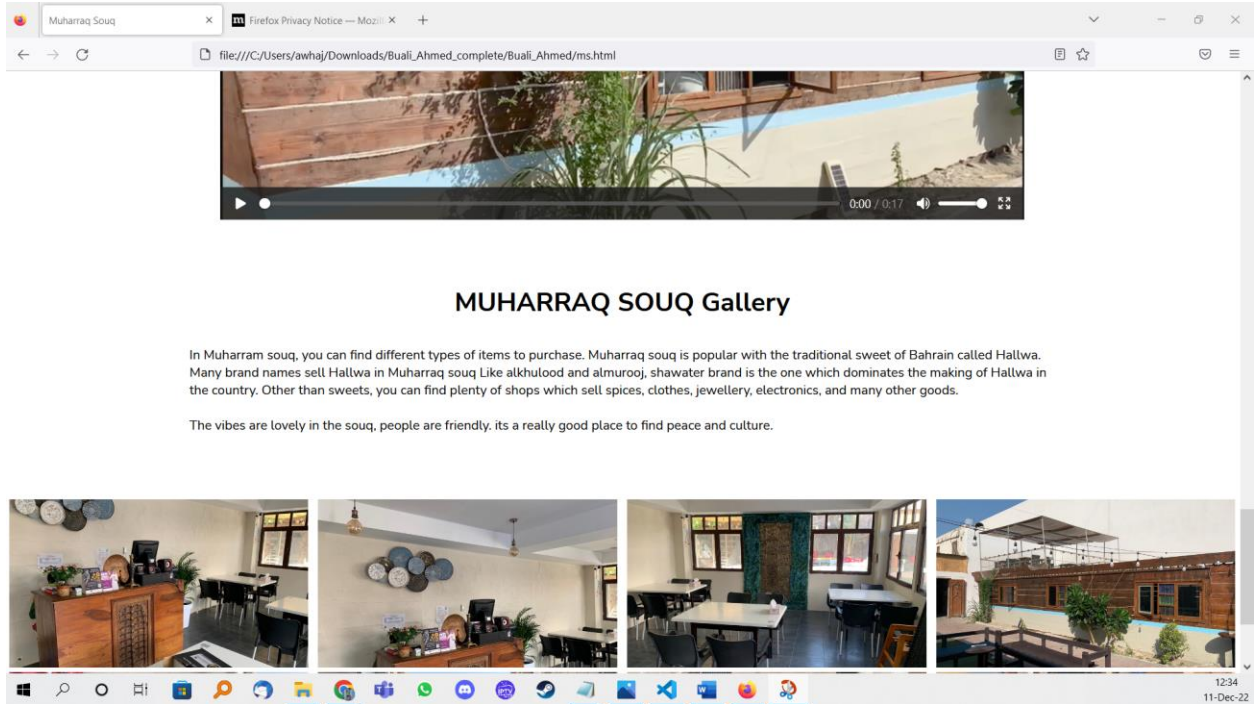 Muharraq Souq
Firefox Privacy Notice — Mozill
file:///C:/Users/awhaj/Downloads/Buali_Ahmed_complete/Buali_Ahmed/ms.html
0:00 / 0:17
MUHARRAQ SOUQ Gallery
In Muharram souq, you can find different types of items to purchase. Muharraq souq is popular with the traditional sweet of Bahrain called Hallwa.
Many brand names sell Hallwa in Muharraq souq Like alkhulood and almurooj, shawater brand is the one which dominates the making of Hallwa in
the country. Other than sweets, you can find plenty of shops which sell spices, clothes, jewellery, electronics, and many other goods.
The vibes are lovely in the souq, people are friendly. its a really good place to find peace and culture.
IPTV
12:34
11-Dec-22